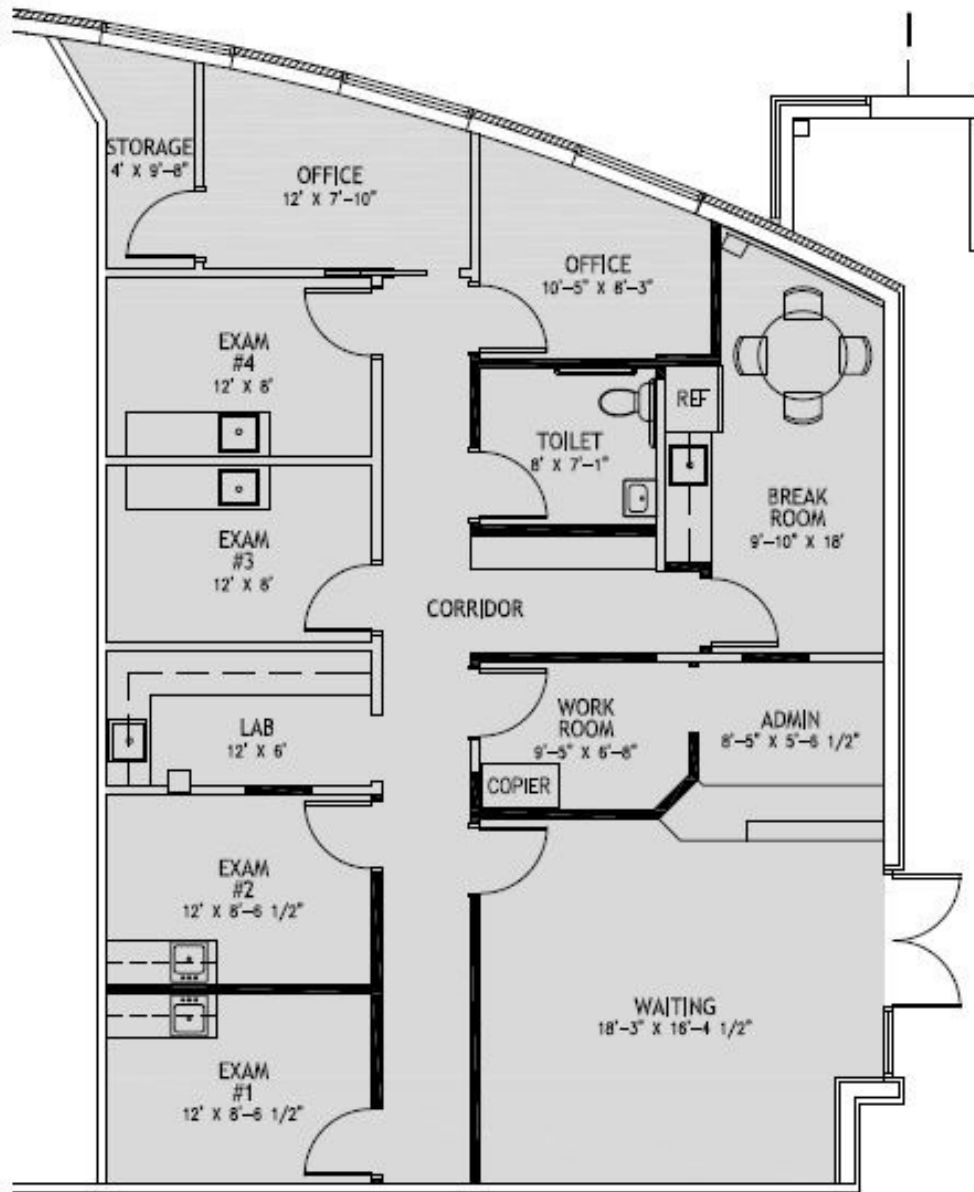 STORAGE
4' X 9'-8"
OFFICE
12' X 7'-10"
OFFICE
10'-5" X 8'-3"
EXAM
#4
12' X 8'
REF
TOILET
8' X 7'-1"
BREAK
ROOM
9'-10" X 18'
EXAM
#3
12' X 8'
CORRIDOR
LAB
12' X 6'
WORK
ROOM
9'-5" X 6'-8"
ADMIN
8'-5" X 5'-6 1/2"
COPIER
EXAM
#2
12' X 8'-6 1/2"
WAITING
18'-3" X 16'-4 1/2"
EXAM
#1
12' X 8'-6 1/2"